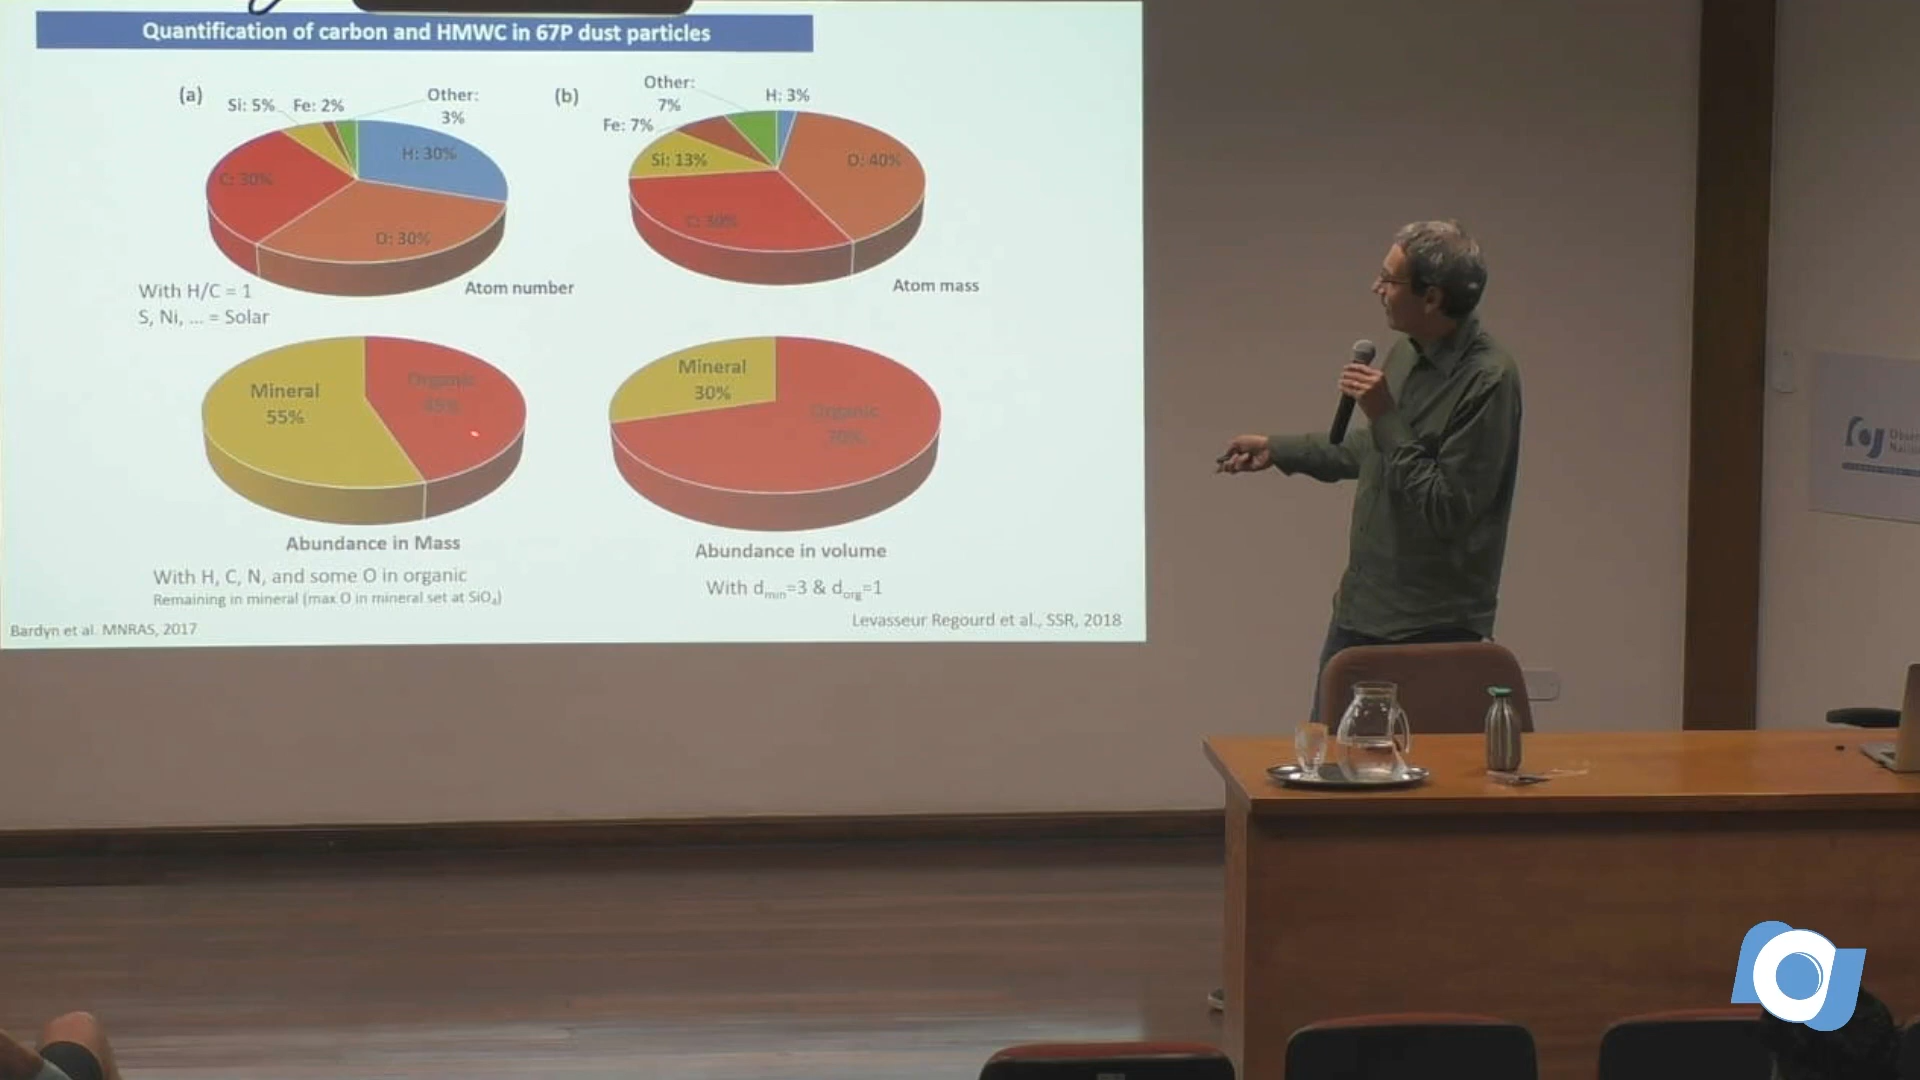 Quantification of carbon and HMWC in 67P dust particles
(a)
Si: 5%
Fe: 2%
Other:
3%
H: 30%
C: 30%
O: 30%
With H/C = 1
S, Ni, ... = Solar
Atom number
(b)
Other:
7%
H: 3%
Fe: 7%
Si: 13%
O: 40%
C: 30%
Atom mass
Mineral
55%
Organic
45%
Abundance in Mass
With H, C, N, and some O in organic
Remaining in mineral (max O in mineral set at SiO₄)
Mineral
30%
Organic
70%
Abundance in volume
With dmin=3 & dorg=1
Bardyn et al. MNRAS, 2017
Levasseur Regourd et al., SSR, 2018